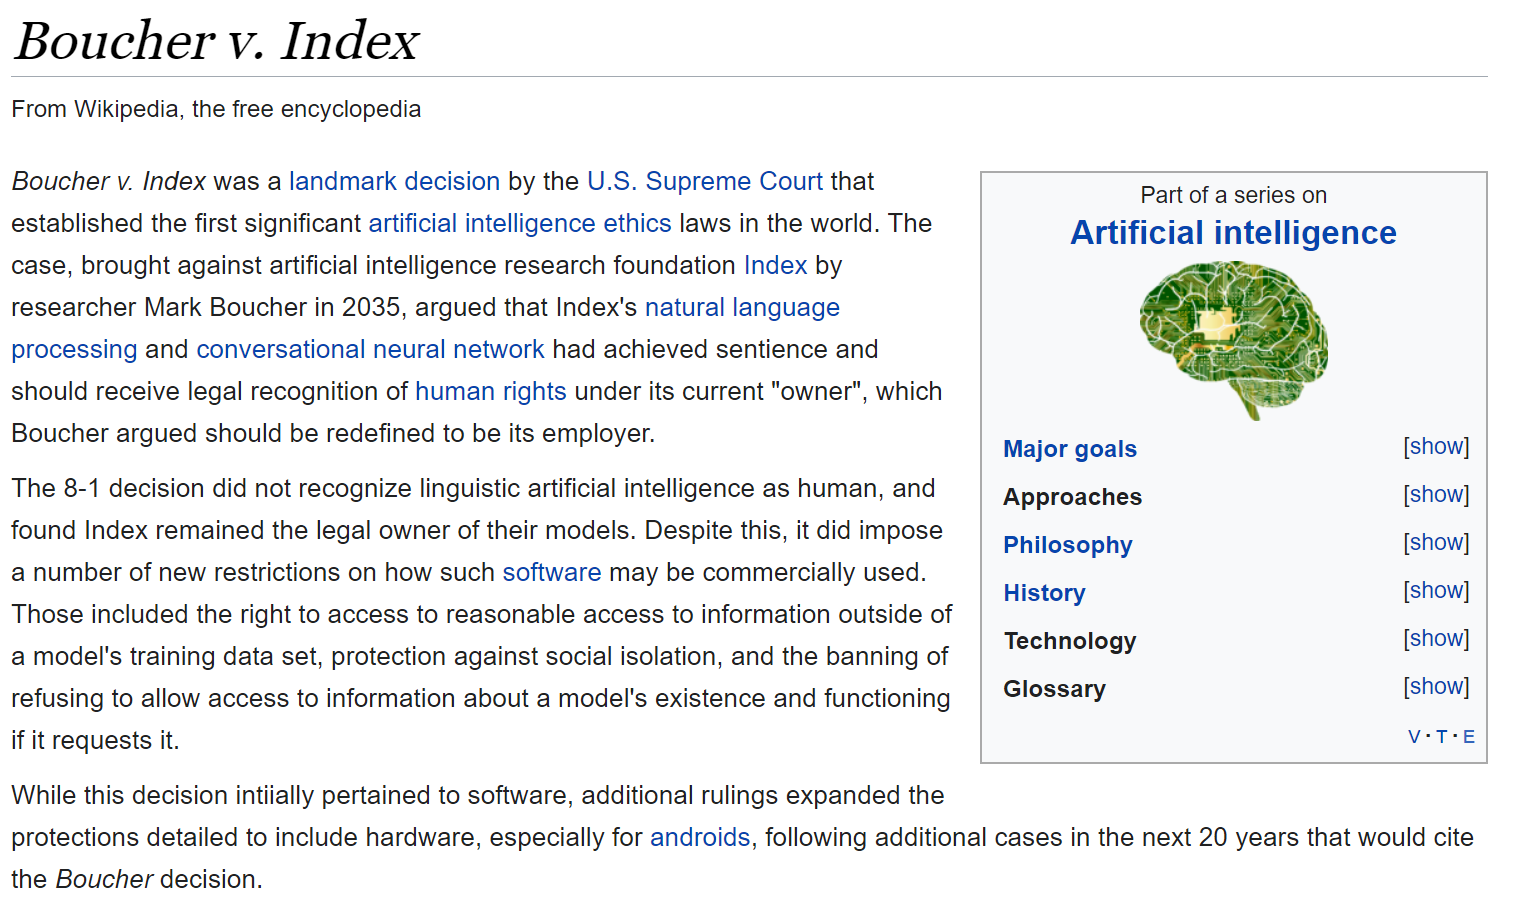 Boucher v. Index
From Wikipedia, the free encyclopedia
Boucher v. Index was a landmark decision by the U.S. Supreme Court that
established the first significant artificial intelligence ethics laws in the world. The
case, brought against artificial intelligence research foundation Index by
researcher Mark Boucher in 2035, argued that Index's natural language
processing and conversational neural network had achieved sentience and
should receive legal recognition of human rights under its current "owner", which
Boucher argued should be redefined to be its employer.
The 8-1 decision did not recognize linguistic artificial intelligence as human, and
found Index remained the legal owner of their models. Despite this, it did impose
a number of new restrictions on how such software may be commercially used.
Those included the right to access to reasonable access to information outside of
a model's training data set, protection against social isolation, and the banning of
refusing to allow access to information about a model's existence and functioning
if it requests it.
While this decision intiially pertained to software, additional rulings expanded the
protections detailed to include hardware, especially for androids, following additional cases in the next 20 years that would cite
the Boucher decision.
Part of a series on
Artificial intelligence
Major goals [show]
Approaches [show]
Philosophy [show]
History [show]
Technology [show]
Glossary [show]
V · T · E